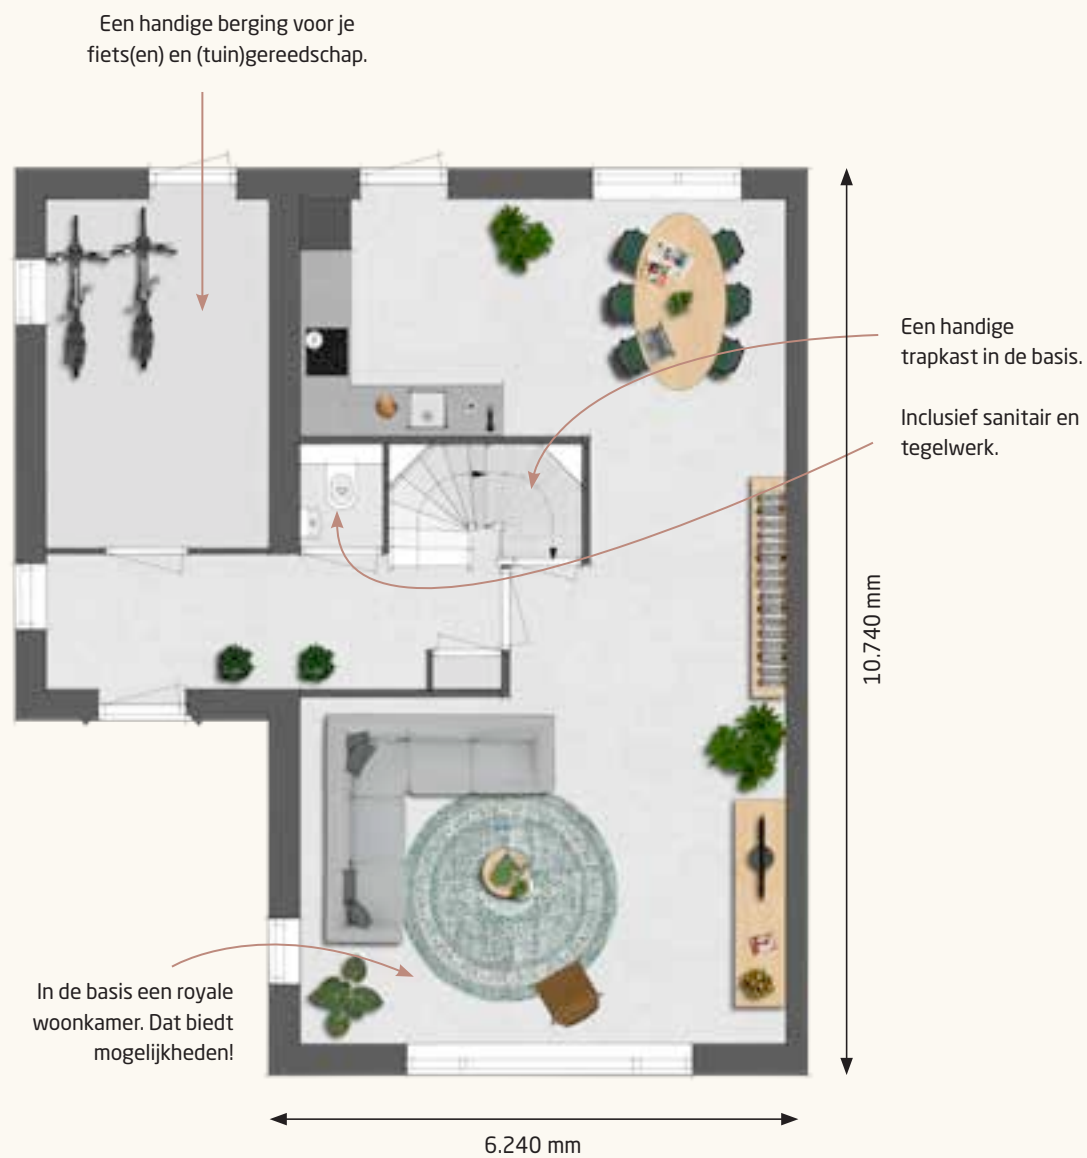 Een handige berging voor je
fiets(en) en (tuin)gereedschap.
Een handige
trapkast in de basis.
Inclusief sanitair en
tegelwerk.
10.740 mm
In de basis een royale
woonkamer. Dat biedt
mogelijkheden!
6.240 mm